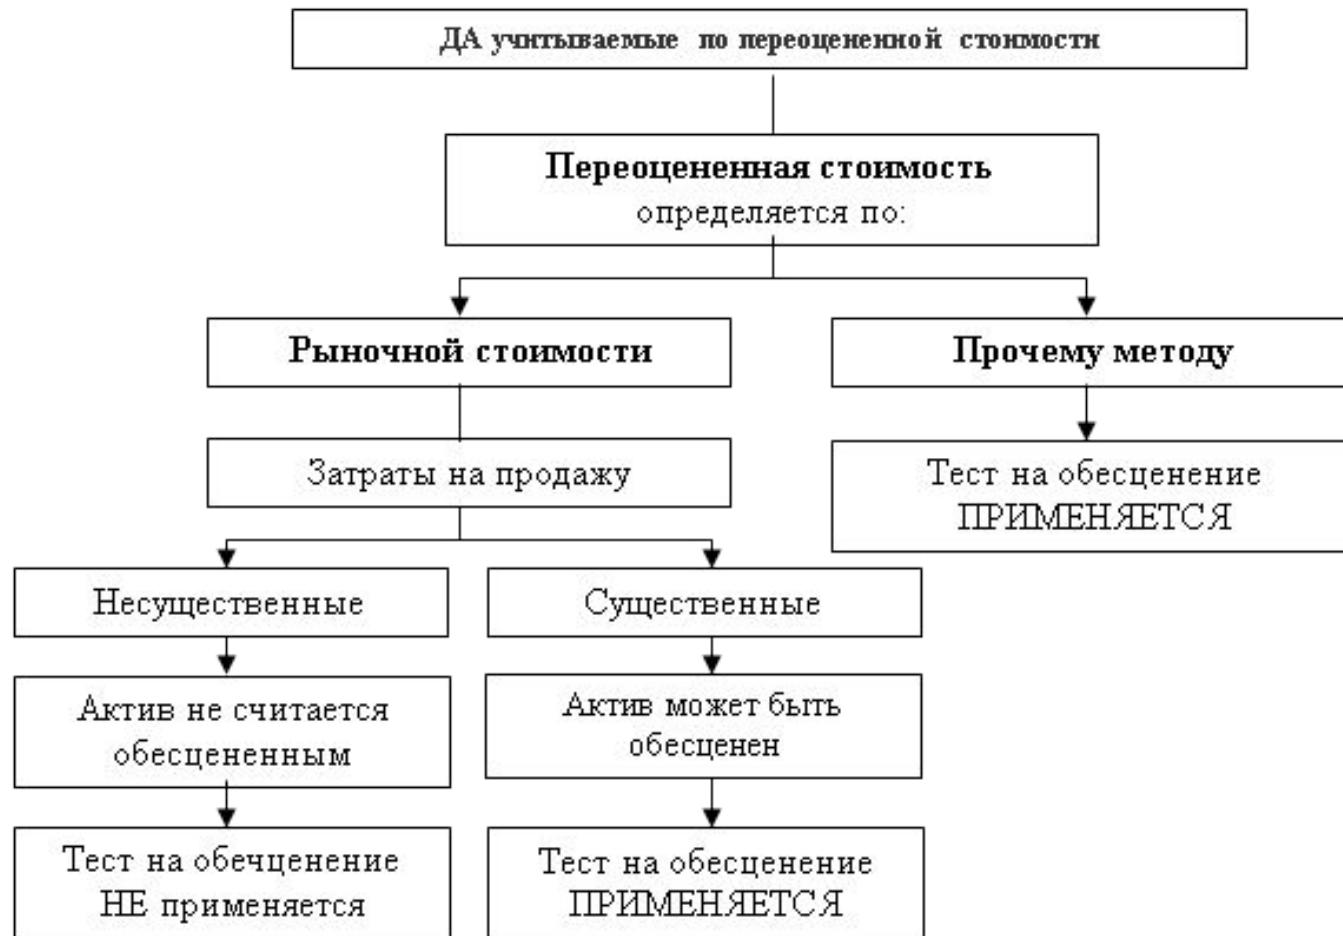 ДА учитываемые по переоцененной стоимости
Переоцененная стоимость
определяется по:
Рыночной стоимости
Прочему методу
Затраты на продажу
Тест на обесценение
ПРИМЕНЯЕТСЯ
Несущественные
Существенные
Актив не считается
обесцененным
Актив может быть
обесценен
Тест на обечценение
НЕ применяется
Тест на обесценение
ПРИМЕНЯЕТСЯ